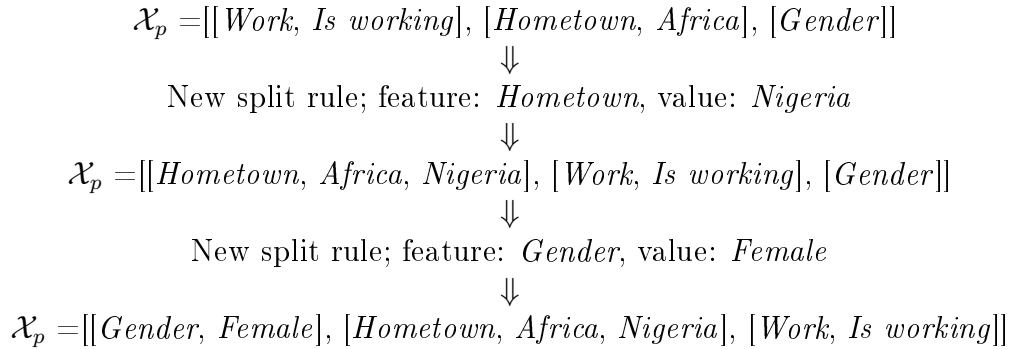 𝒳ₚ =[[Work, Is working], [Hometown, Africa], [Gender]]
⇓
New split rule; feature: Hometown, value: Nigeria
⇓
𝒳ₚ =[[Hometown, Africa, Nigeria], [Work, Is working], [Gender]]
⇓
New split rule; feature: Gender, value: Female
⇓
𝒳ₚ =[[Gender, Female], [Hometown, Africa, Nigeria], [Work, Is working]]